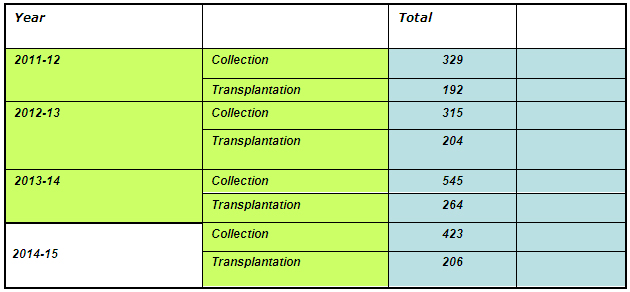 Year Total
2011-12 Collection 329
Transplantation 192
2012-13 Collection 315
Transplantation 204
2013-14 Collection 545
Transplantation 264
2014-15 Collection 423
Transplantation 206